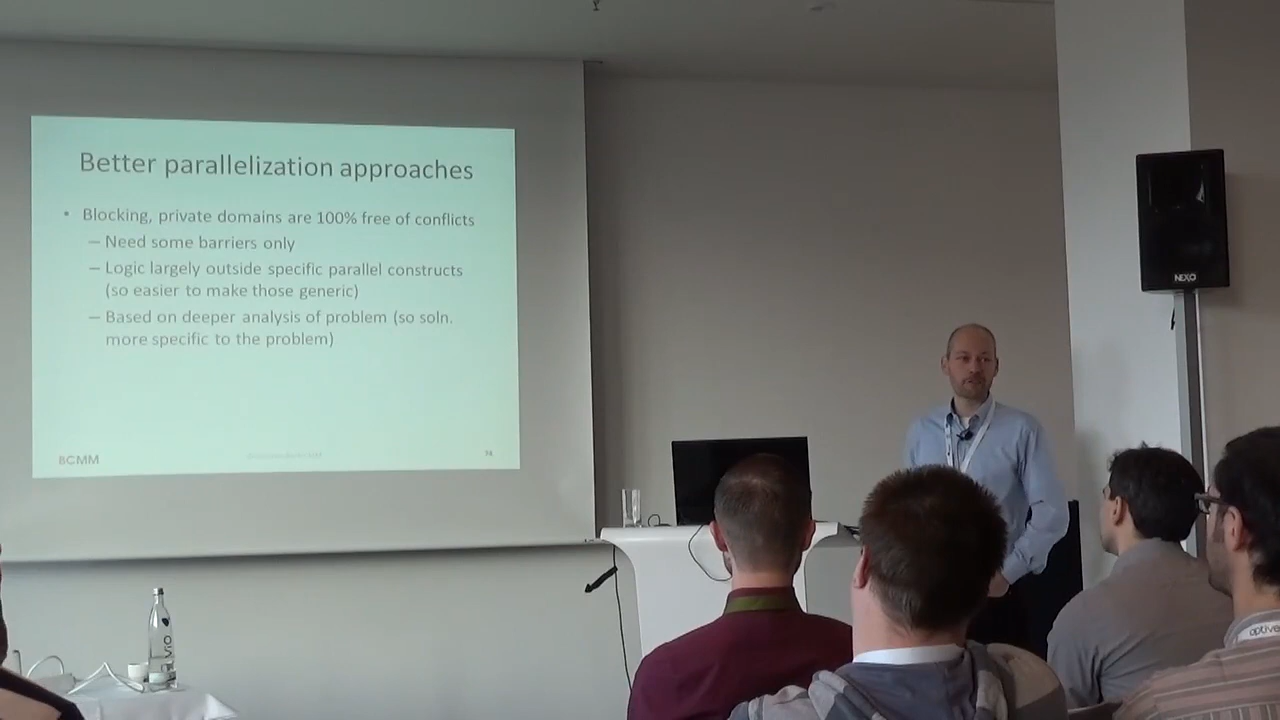 Better parallelization approaches
• Blocking, private domains are 100% free of conflicts
– Need some barriers only
– Logic largely outside specific parallel constructs
(so easier to make those generic)
– Based on deeper analysis of problem (so soln.
more specific to the problem)
BCMM
NEXO
VIO
optive